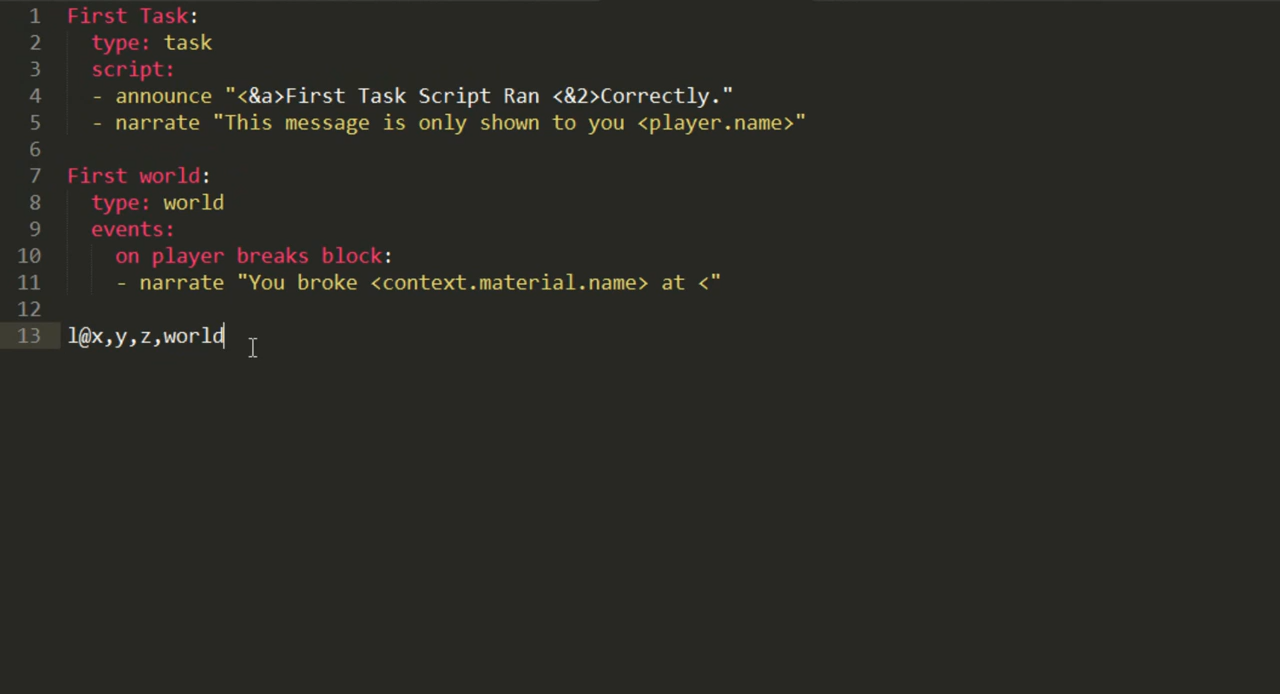 1 First Task:
2 type: task
3 script:
4 - announce "<&a>First Task Script Ran <&2>Correctly."
5 - narrate "This message is only shown to you <player.name>"
6
7 First world:
8 type: world
9 events:
10 on player breaks block:
11 - narrate "You broke <context.material.name> at <"
12
13 l@x,y,z,world